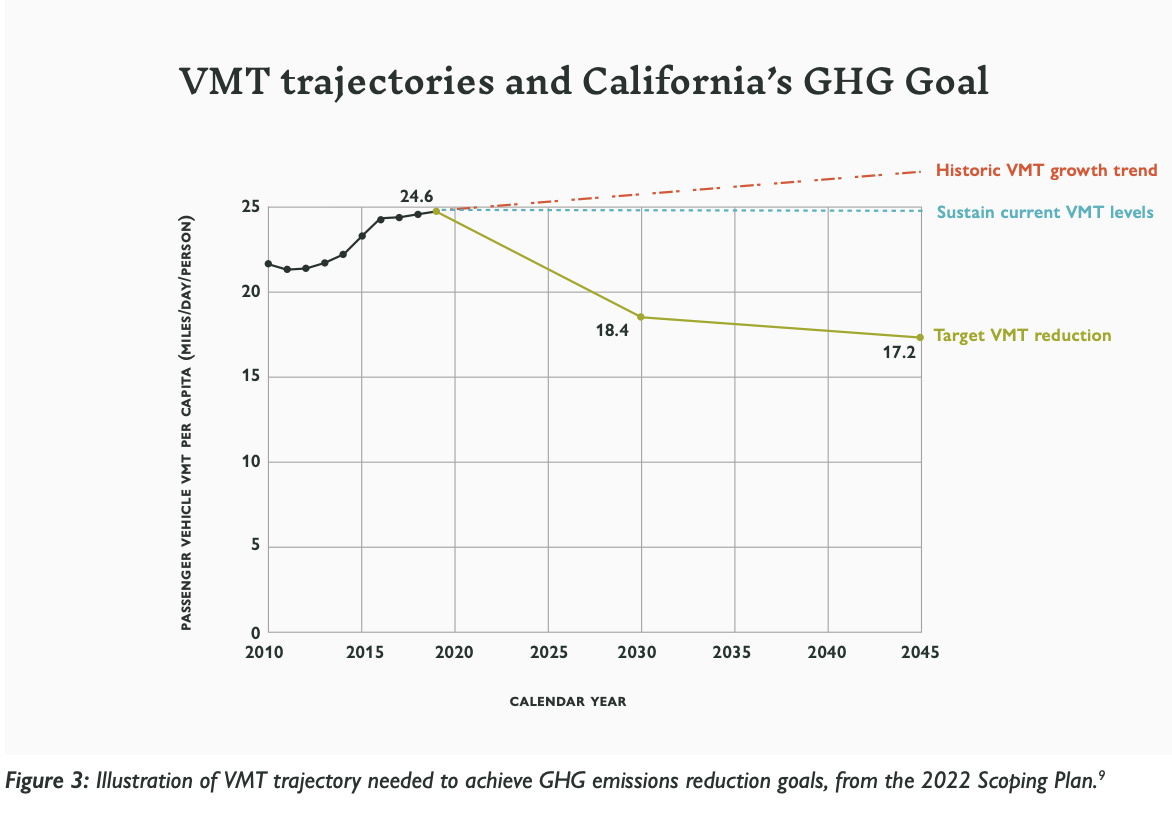 VMT trajectories and California’s GHG Goal
Historic VMT growth trend
24.6
25
Sustain current VMT levels
PASSENGER VEHICLE VMT PER CAPITA (MILES/DAY/PERSON)
20
18.4
Target VMT reduction
17.2
15
10
5
0
2010 2015 2020 2025 2030 2035 2040 2045
CALENDAR YEAR
Figure 3: Illustration of VMT trajectory needed to achieve GHG emissions reduction goals, from the 2022 Scoping Plan.⁹